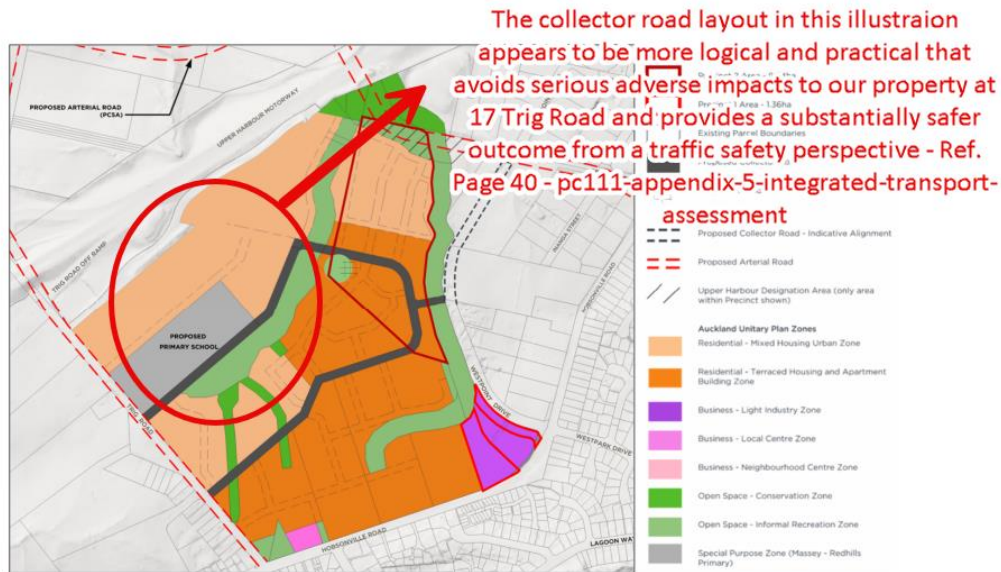 The collector road layout in this illustraion
appears to be more logical and practical that
avoids serious adverse impacts to our property at
17 Trig Road and provides a substantially safer
outcome from a traffic safety perspective - Ref.
Page 40 - pc111-appendix-5-integrated-transport-
assessment
PROPOSED ARTERIAL ROAD
(PCSA)
UPPER HARBOUR MOTORWAY
TRIG ROAD OFF RAMP
PROPOSED
PRIMARY SCHOOL
TRIG ROAD
HOBSONVILLE ROAD
WESTPOINT DRIVE
WESTPARK DRIVE
HOBSONVILLE ROAD
LAGOON WA
Area - 1.36ha
Existing Parcel Boundaries
Proposed Collector Road - Indicative Alignment
Proposed Arterial Road
Upper Harbour Designation Area (only area
within Precinct shown)
Auckland Unitary Plan Zones
Residential - Mixed Housing Urban Zone
Residential - Terraced Housing and Apartment
Building Zone
Business - Light Industry Zone
Business - Local Centre Zone
Business - Neighbourhood Centre Zone
Open Space - Conservation Zone
Open Space - Informal Recreation Zone
Special Purpose Zone (Massey - Redhills
Primary)